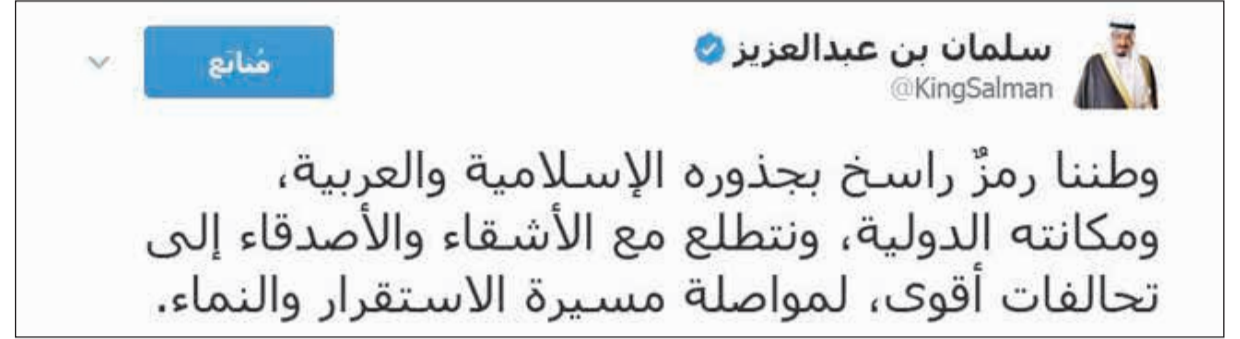 سلمان بن عبدالعزيز
@KingSalman
مُتابَع
وطننا رمزٌ راسخ بجذوره الإسلامية والعربية،
ومكانته الدولية، ونتطلع مع الأشقاء والأصدقاء إلى
تحالفات أقوى، لمواصلة مسيرة الاستقرار والنماء.